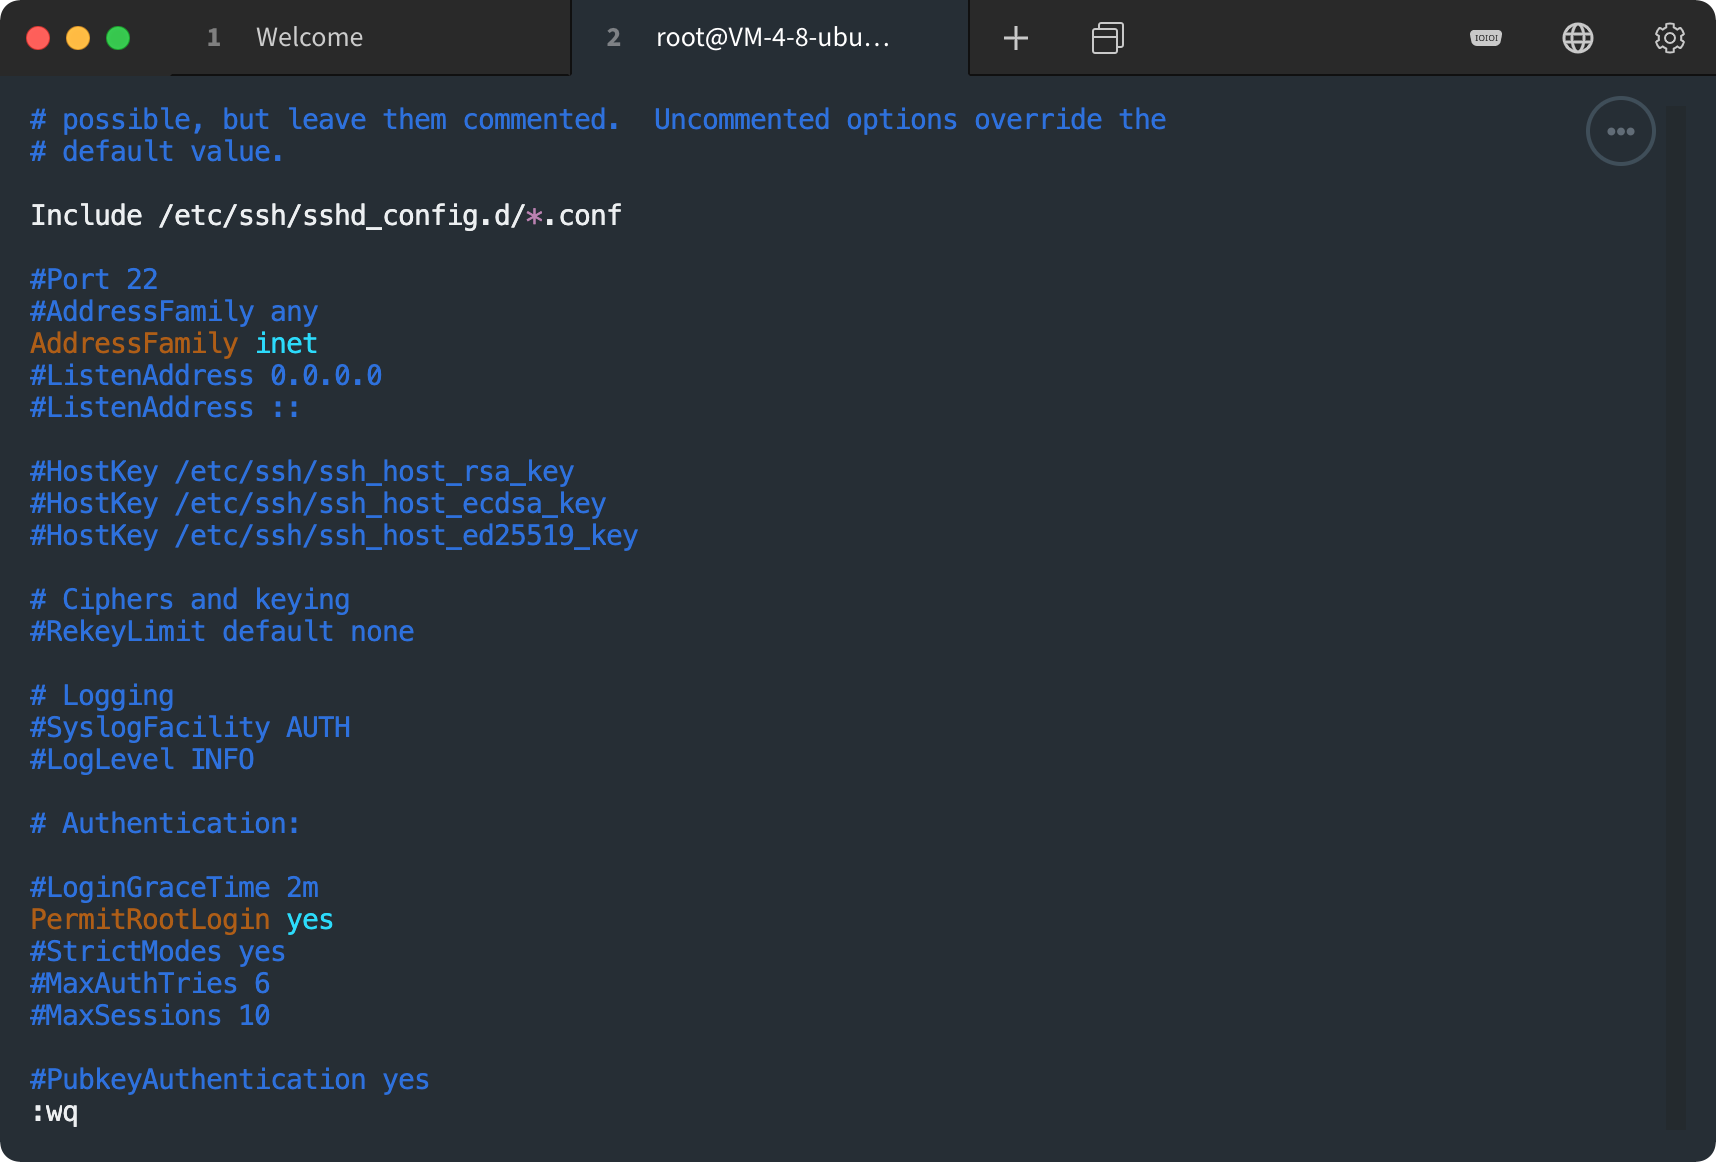 1 Welcome
2 root@VM-4-8-ubu…
IOIOI
# possible, but leave them commented.  Uncommented options override the
# default value.
Include /etc/ssh/sshd_config.d/*.conf
#Port 22
#AddressFamily any
AddressFamily inet
#ListenAddress 0.0.0.0
#ListenAddress ::
#HostKey /etc/ssh/ssh_host_rsa_key
#HostKey /etc/ssh/ssh_host_ecdsa_key
#HostKey /etc/ssh/ssh_host_ed25519_key
# Ciphers and keying
#RekeyLimit default none
# Logging
#SyslogFacility AUTH
#LogLevel INFO
# Authentication:
#LoginGraceTime 2m
PermitRootLogin yes
#StrictModes yes
#MaxAuthTries 6
#MaxSessions 10
#PubkeyAuthentication yes
:wq